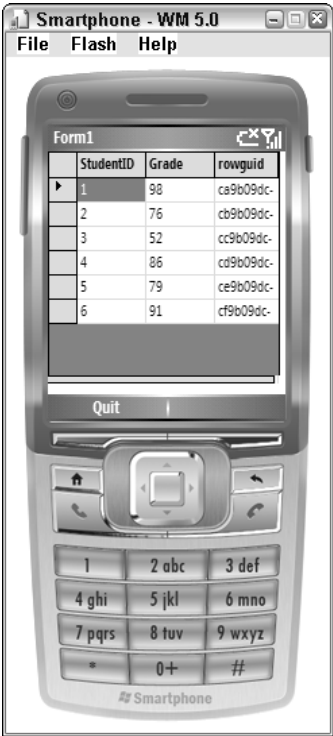 Smartphone - WM 5.0
File Flash Help
Form1
StudentID Grade rowguid
1 98 ca9b09dc-
2 76 cb9b09dc-
3 52 cc9b09dc-
4 86 cd9b09dc-
5 79 ce9b09dc-
6 91 cf9b09dc-
Quit
1 2 abc 3 def
4 ghi 5 jkl 6 mno
7 pqrs 8 tuv 9 wxyz
* 0+ #
Smartphone